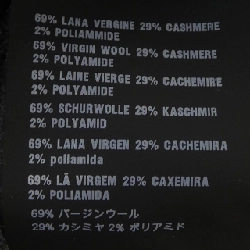 69% LANA VERGINE 29% CASHMERE
2% POLIAMMIDE
69% VIRGIN WOOL 29% CASHMERE
2% POLYAMIDE
69% LAINE VIERGE 29% CACHEMIRE
2% POLYAMIDE
69% SCHURWOLLE 29% KASCHMIR
2% POLYAMID
69% LANA VIRGEN 29% CACHEMIRA
2% poliamida
69% LÃ VIRGEM 29% CAXEMIRA
2% POLIAMIDA
69% バージンウール
29% カシミヤ 2% ポリアミド